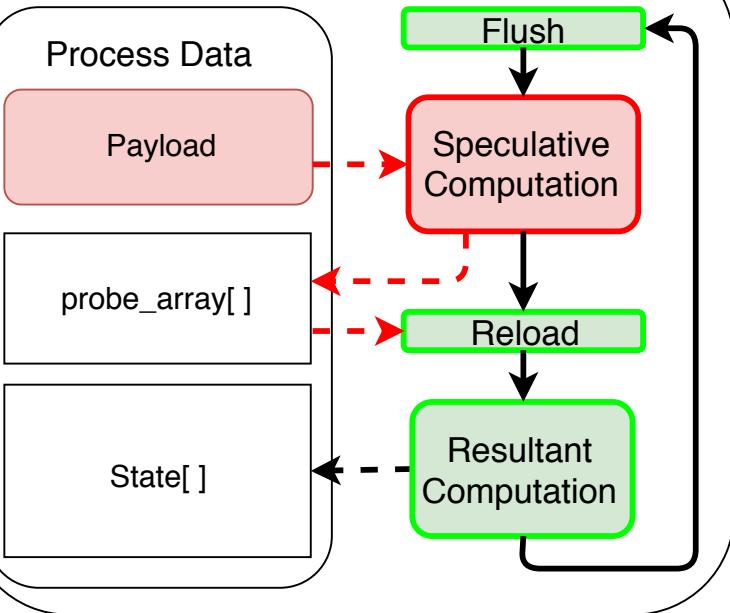 Process Data
Payload
probe_array[ ]
State[ ]
Flush
Speculative
Computation
Reload
Resultant
Computation